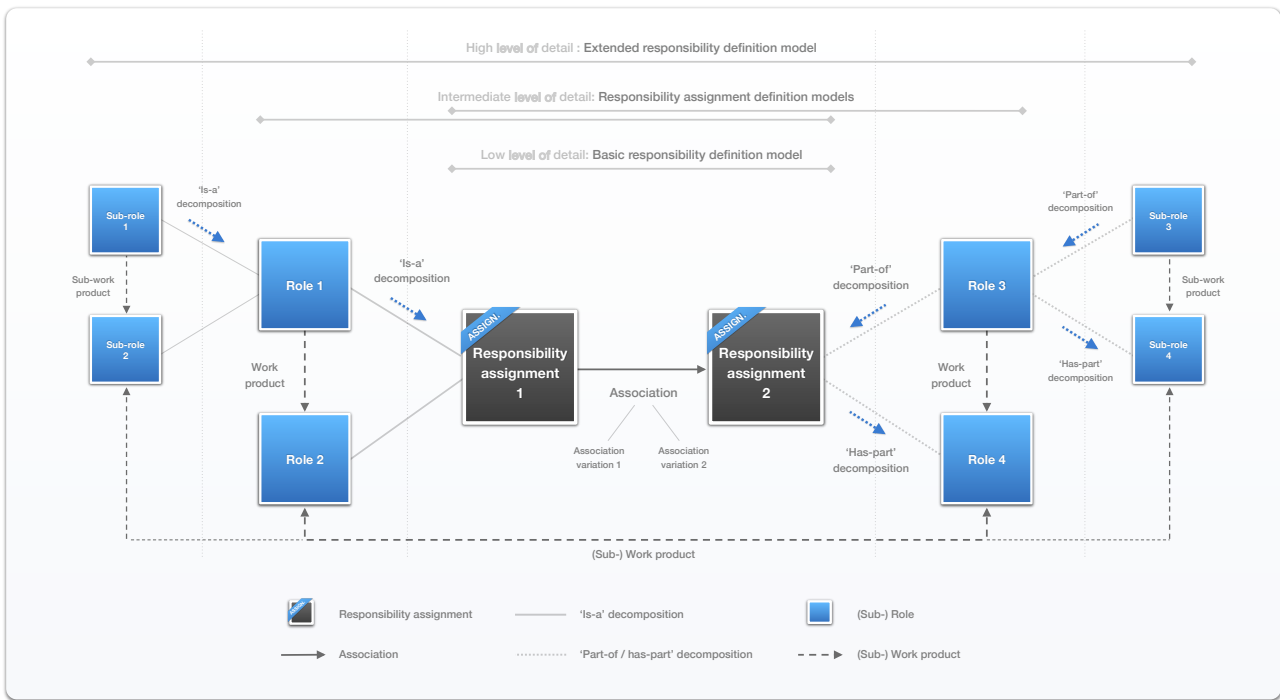 High level of detail : Extended responsibility definition model
Intermediate level of detail: Responsibility assignment definition models
Low level of detail: Basic responsibility definition model
‘Is-a’
decomposition
‘Part-of’
decomposition
Sub-role
1
Sub-role
3
Sub-work
product
Sub-work
product
Sub-role
2
Sub-role
4
Role 1
Role 3
‘Is-a’
decomposition
‘Part-of’
decomposition
‘Has-part’
decomposition
Work
product
Work
product
ASSIGN.
Responsibility
assignment
1
ASSIGN.
Responsibility
assignment
2
Association
Association
variation 1
Association
variation 2
‘Has-part’
decomposition
Role 2
Role 4
(Sub-) Work product
ASSIGN.
Responsibility assignment
‘Is-a’ decomposition
(Sub-) Role
Association
‘Part-of / has-part’ decomposition
(Sub-) Work product